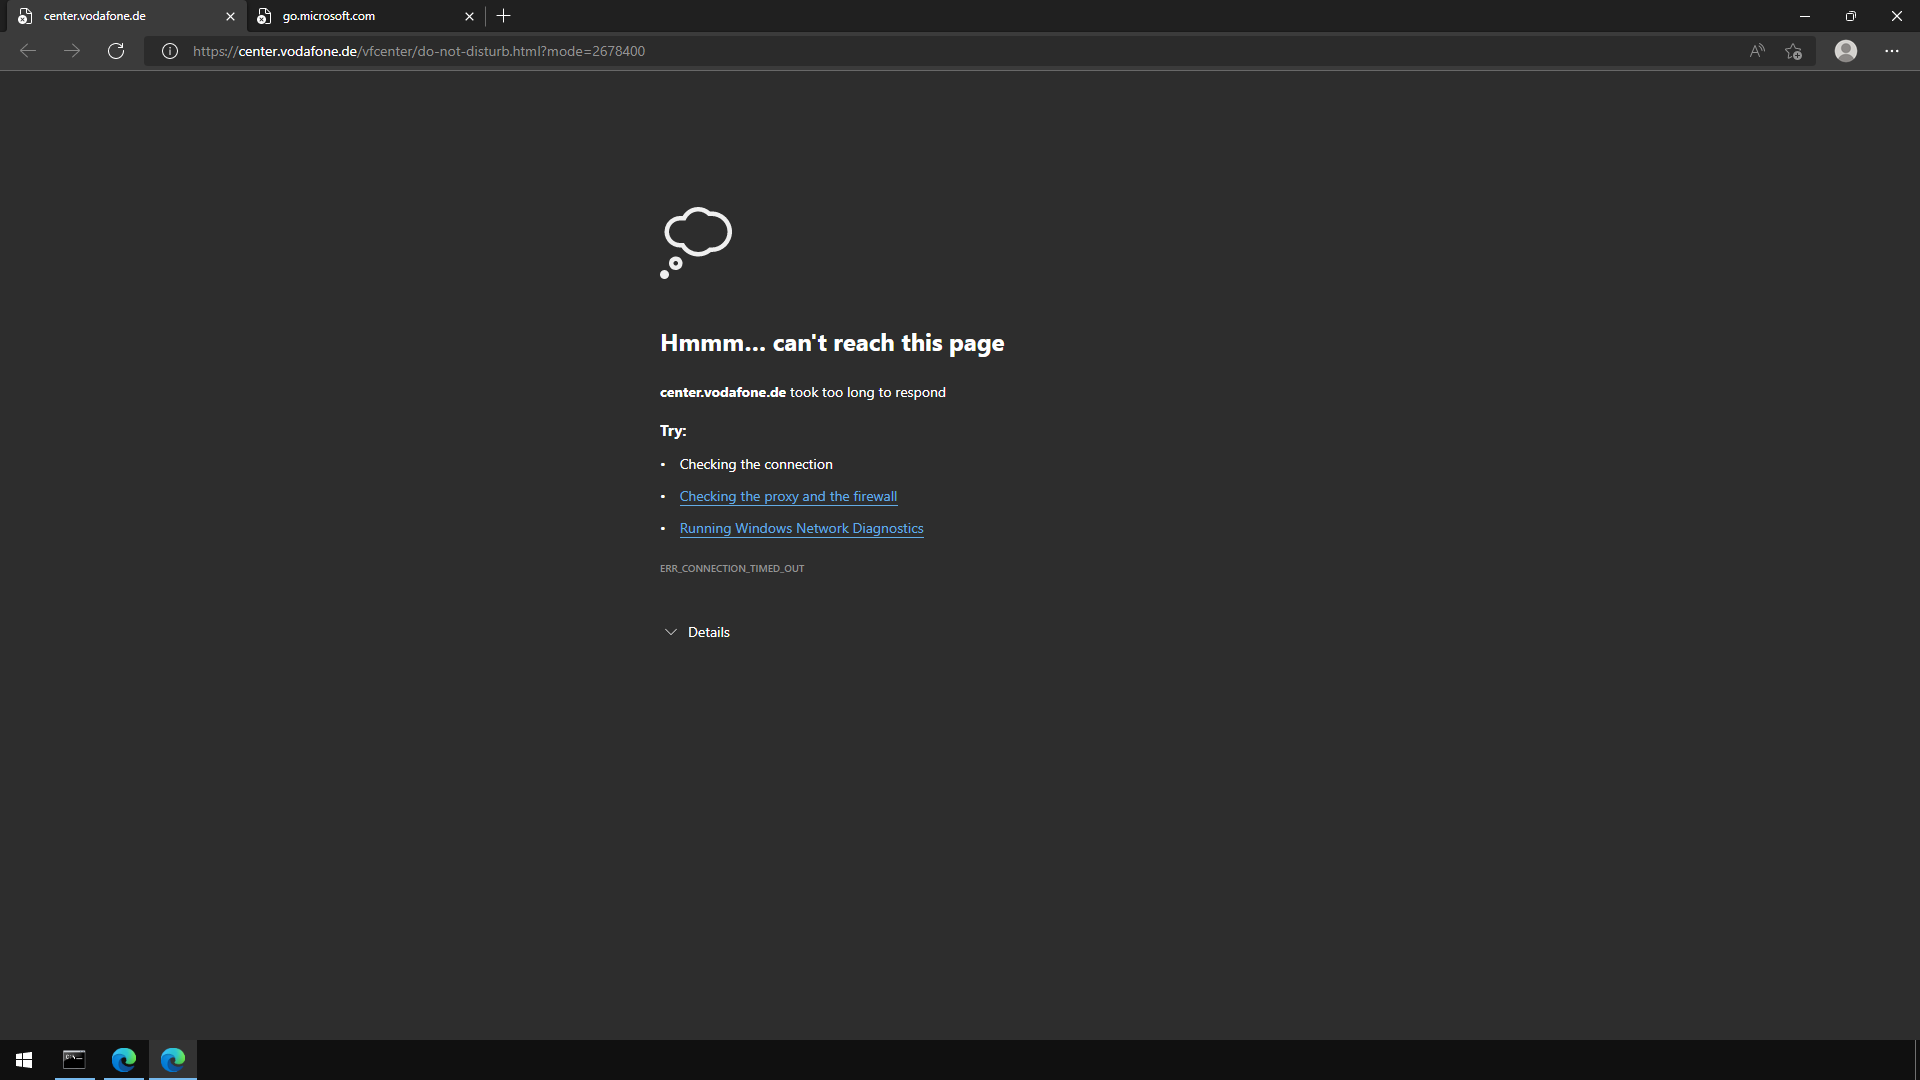 center.vodafone.de
go.microsoft.com
https://center.vodafone.de/vfcenter/do-not-disturb.html?mode=2678400
Hmmm... can't reach this page
center.vodafone.de took too long to respond
Try:
• Checking the connection
• Checking the proxy and the firewall
• Running Windows Network Diagnostics
ERR_CONNECTION_TIMED_OUT
Details